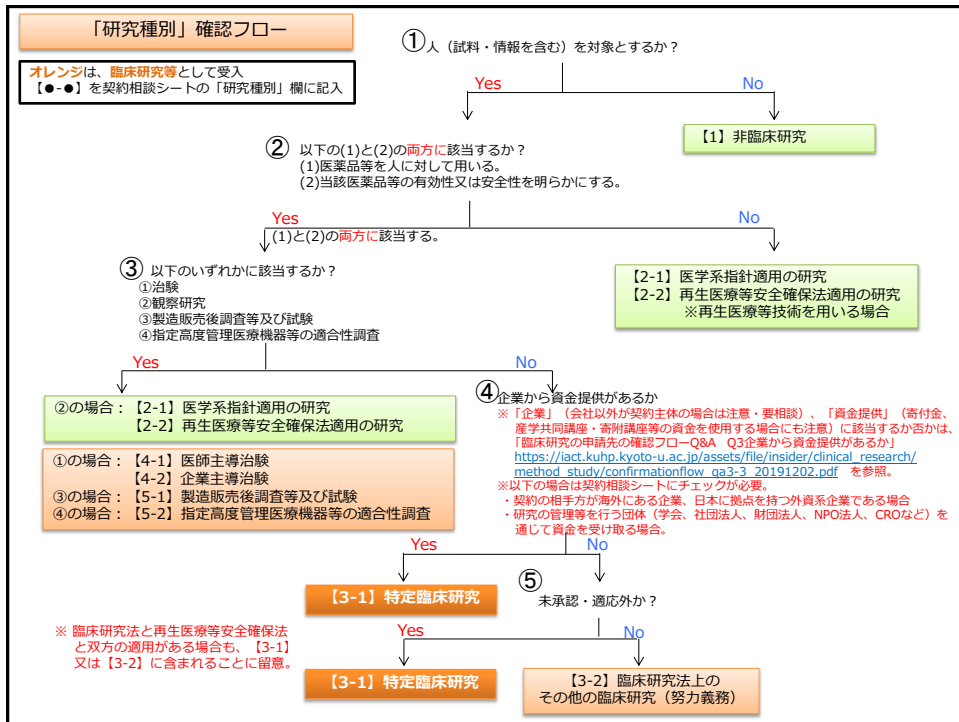 「研究種別」確認フロー
オレンジは、臨床研究等として受入
【●-●】を契約相談シートの「研究種別」欄に記入
①人（試料・情報を含む）を対象とするか？
Yes
No
【1】非臨床研究
② 以下の(1)と(2)の両方に該当するか？
(1)医薬品等を人に対して用いる。
(2)当該医薬品等の有効性又は安全性を明らかにする。
Yes
No
(1)と(2)の両方に該当する。
【2-1】医学系指針適用の研究
【2-2】再生医療等安全確保法適用の研究
※再生医療等技術を用いる場合
③ 以下のいずれかに該当するか？
①治験
②観察研究
③製造販売後調査等及び試験
④指定高度管理医療機器等の適合性調査
Yes
No
②の場合：【2-1】医学系指針適用の研究
【2-2】再生医療等安全確保法適用の研究
①の場合：【4-1】医師主導治験
【4-2】企業主導治験
③の場合：【5-1】製造販売後調査等及び試験
④の場合：【5-2】指定高度管理医療機器等の適合性調査
④ 企業から資金提供があるか
※「企業」（会社以外が契約主体の場合は注意・要相談）、「資金提供」（寄付金、
産学共同講座・寄附講座等の資金を使用する場合にも注意）に該当するか否かは、
「臨床研究の申請先の確認フローQ&A　Q3企業から資金提供があるか」
https://iact.kuhp.kyoto-u.ac.jp/assets/file/insider/clinical_research/
method_study/confirmationflow_qa3-3_20191202.pdf　を参照。
※以下の場合は契約相談シートにチェックが必要。
・契約の相手方が海外にある企業、日本に拠点を持つ外資系企業である場合
・研究の管理等を行う団体（学会、社団法人、財団法人、NPO法人、CROなど）を
通じて資金を受け取る場合。
Yes
No
【3-1】特定臨床研究
⑤ 未承認・適応外か？
Yes
No
※ 臨床研究法と再生医療等安全確保法
と双方の適用がある場合も、【3-1】
又は【3-2】に含まれることに留意。
【3-1】特定臨床研究
【3-2】臨床研究法上の
その他の臨床研究（努力義務）